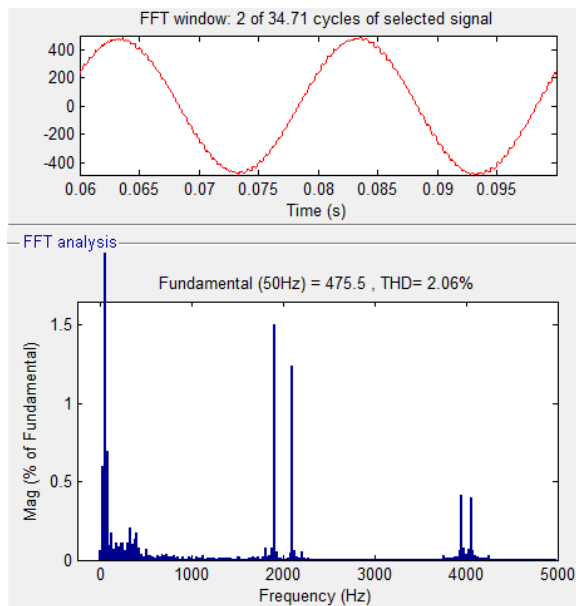 FFT window: 2 of 34.71 cycles of selected signal
400
200
0
-200
-400
0.06 0.065 0.07 0.075 0.08 0.085 0.09 0.095
Time (s)
FFT analysis
Fundamental (50Hz) = 475.5 , THD= 2.06%
Mag (% of Fundamental)
1.5
1
0.5
0
0 1000 2000 3000 4000 5000
Frequency (Hz)